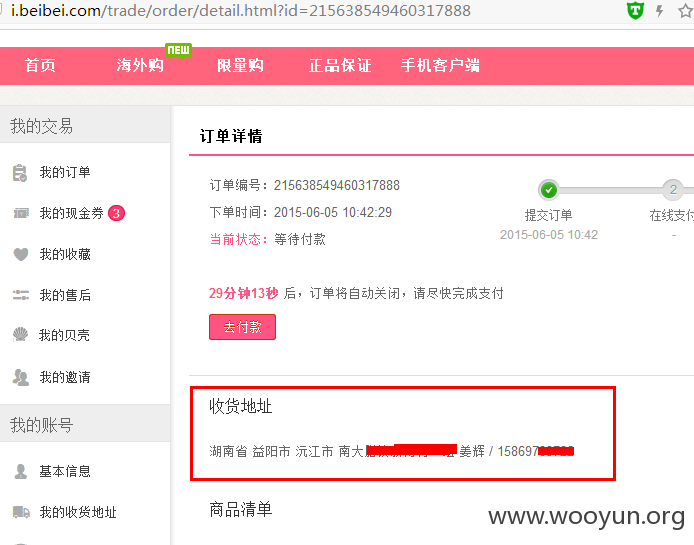 i.beibei.com/trade/order/detail.html?id=215638549460317888
首页 海外购 NEW 限量购 正品保证 手机客户端
我的交易
我的订单
我的现金券 3
我的收藏
我的售后
我的贝壳
我的邀请
我的账号
基本信息
我的收货地址
订单详情
订单编号：215638549460317888
下单时间：2015-06-05 10:42:29
当前状态：等待付款
2
提交订单 在线支付
2015-06-05 10:42 -
29分钟13秒 后，订单将自动关闭，请尽快完成支付
去付款
收货地址
湖南省 益阳市 沅江市 南大 姜辉 / 15869
商品清单
www.wooyun.org